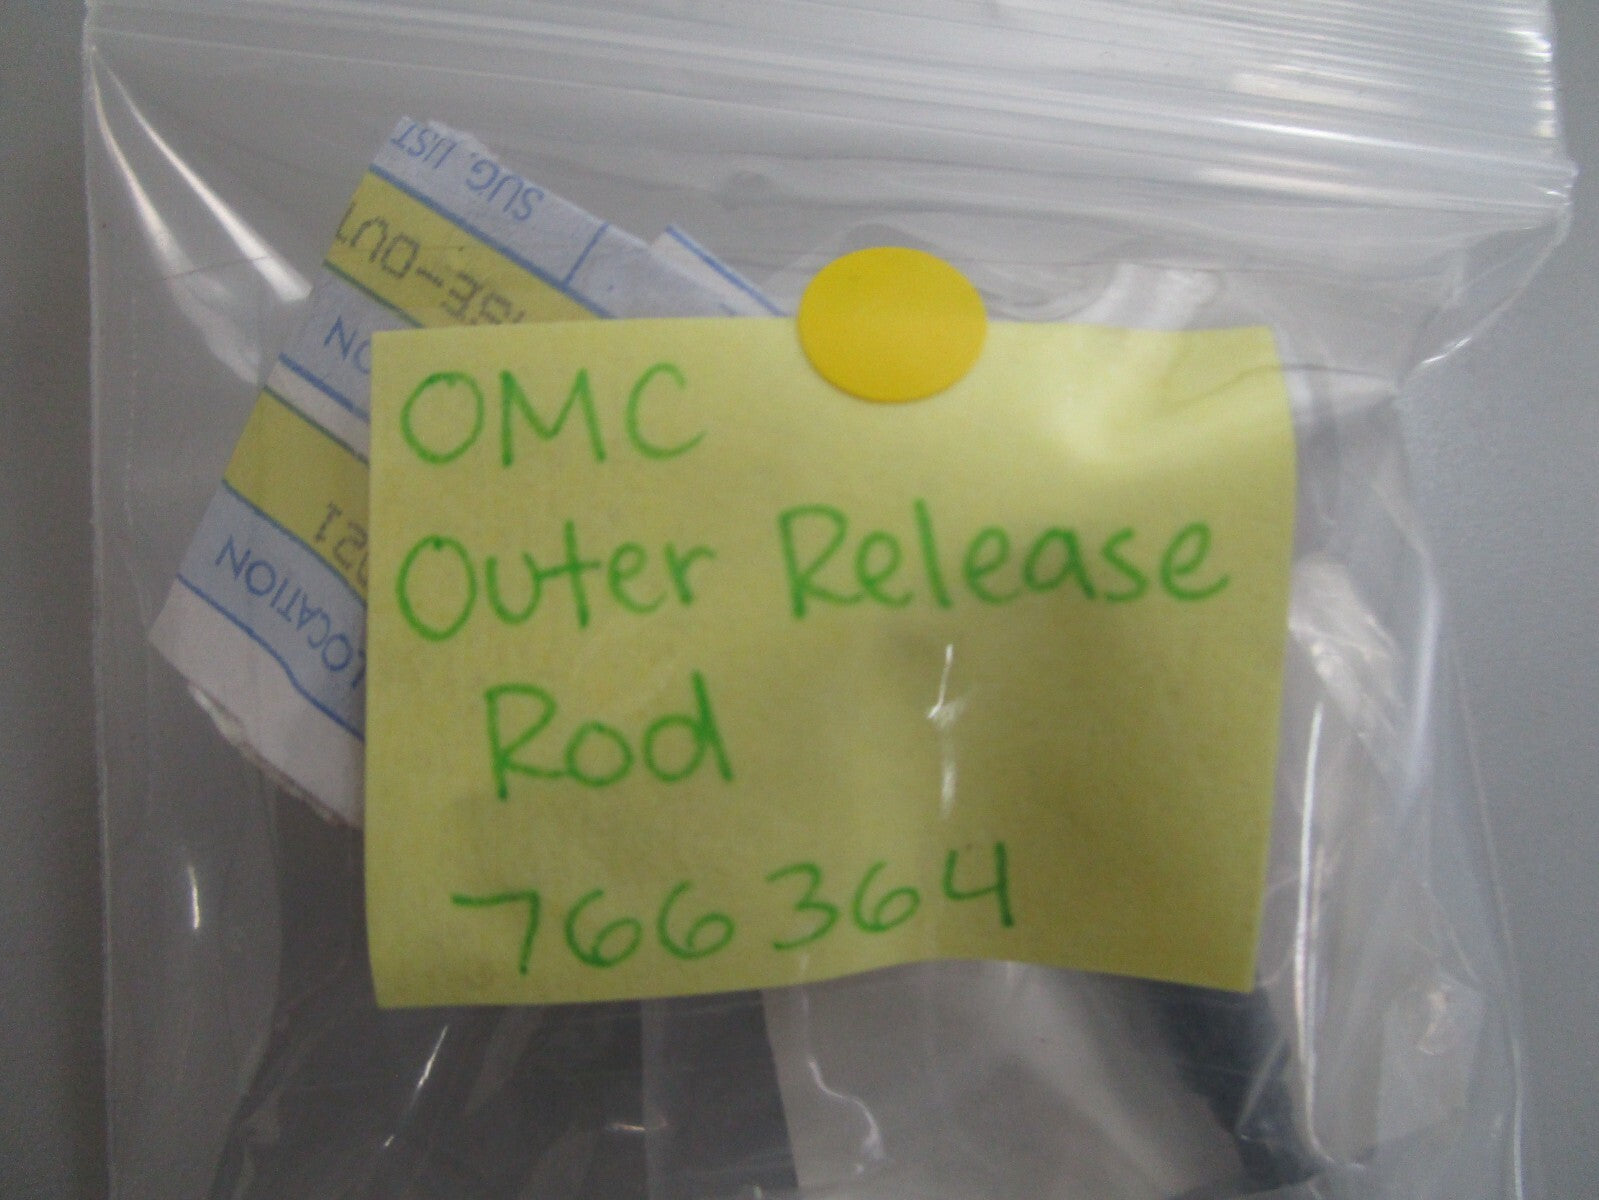 SUG. LIST
LOCATION
OMC
Outer Release
Rod
766364